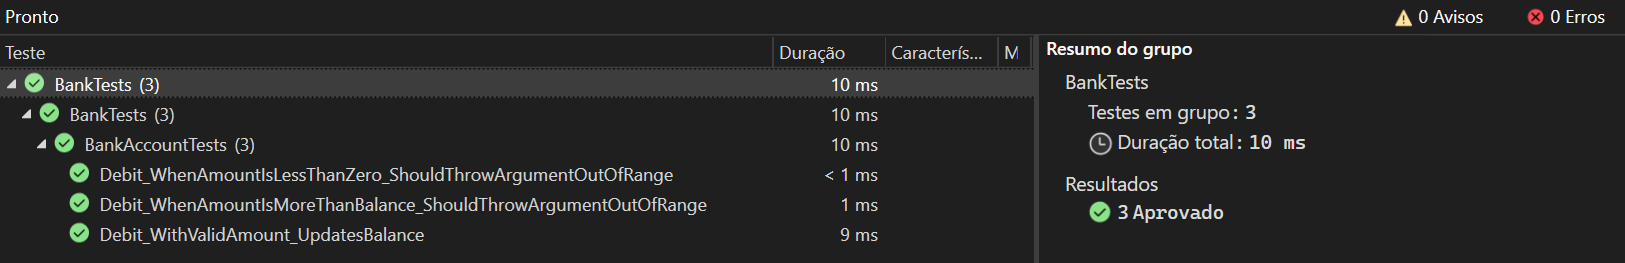 Pronto
0 Avisos
0 Erros
Teste Duração Caracterís... M
BankTests (3) 10 ms
BankTests (3) 10 ms
BankAccountTests (3) 10 ms
Debit_WhenAmountIsLessThanZero_ShouldThrowArgumentOutOfRange < 1 ms
Debit_WhenAmountIsMoreThanBalance_ShouldThrowArgumentOutOfRange 1 ms
Debit_WithValidAmount_UpdatesBalance 9 ms
Resumo do grupo
BankTests
Testes em grupo: 3
Duração total: 10 ms
Resultados
3 Aprovado